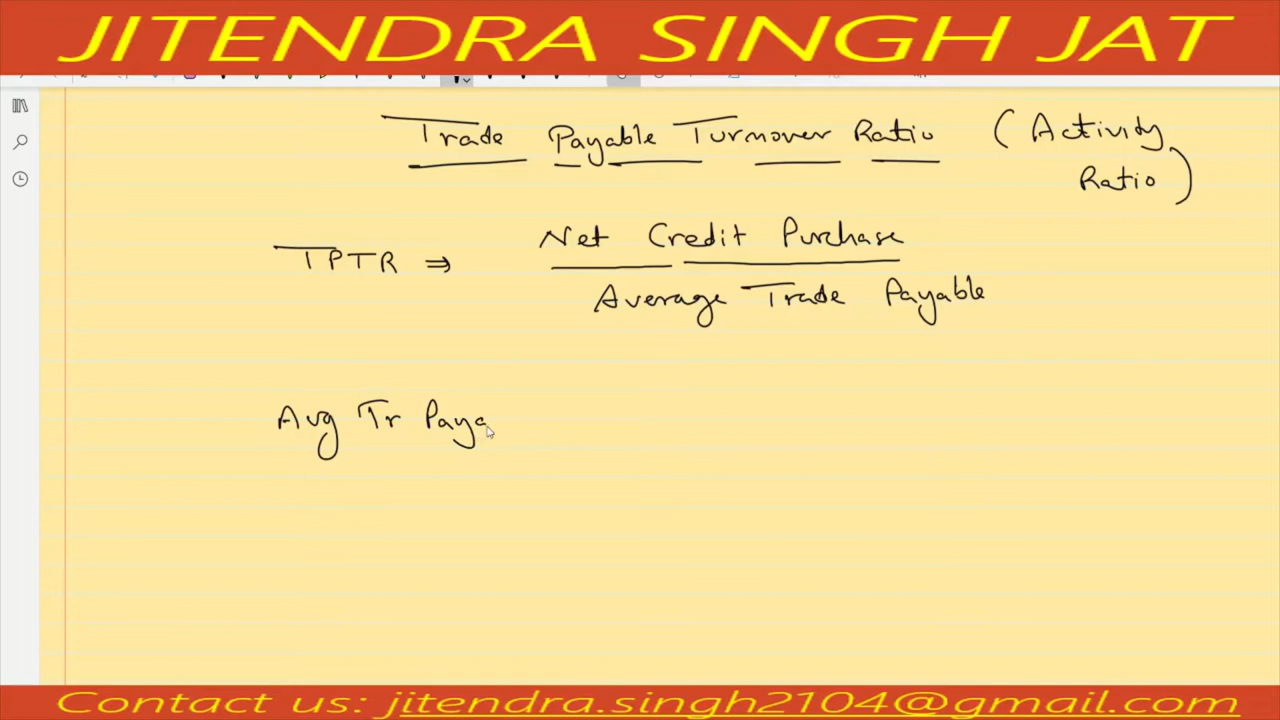 JITENDRA SINGH JAT
Trade Payable Turnover Ratio (Activity
Ratio)
Net Credit Purchase
TPTR ⇒
Average Trade Payable
Avg Tr Paya
Contact us: jitendra.singh2104@gmail.com